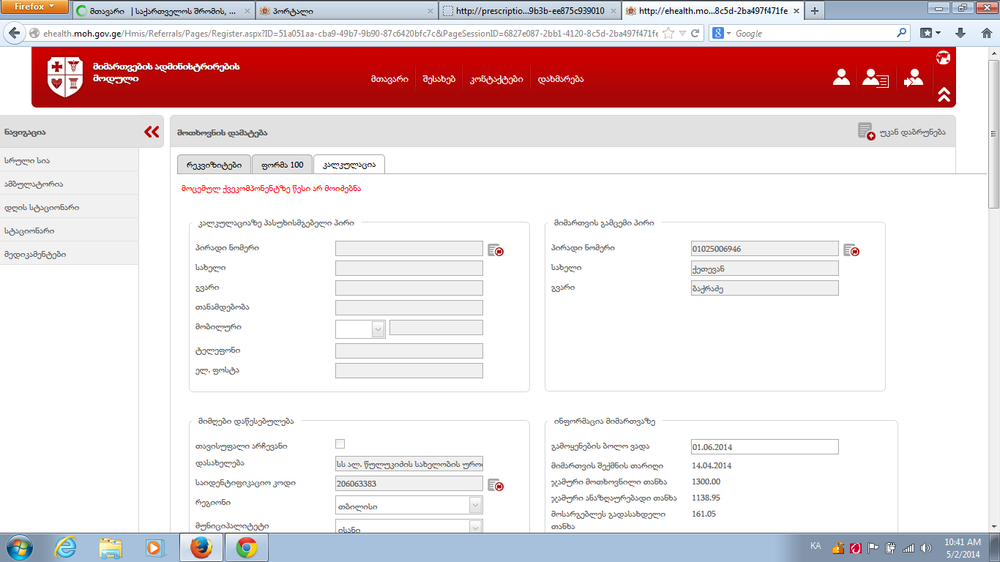 Firefox
მთავარი | საქართველოს შრომის, ...
პორტალი
http://prescriptio...9b3b-ee875c939010
http://ehealth.mo...8c5d-2ba497f471fe
ehealth.moh.gov.ge/Hmis/Referrals/Pages/Register.aspx?ID=51a051aa-cba9-49b7-9b90-87c6420bfc7c&PageSessionID=6827e087-2bb1-4120-8c5d-2ba497f471fe
Google
მიმართვების ადმინისტრირების
მოდული
მთავარი შესახებ კონტაქტები დახმარება
ნავიგაცია
მოთხოვნის დამატება
უკან დაბრუნება
სრული სია
ამბულატორია
დღის სტაციონარი
სტაციონარი
მედიკამენტები
რეკვიზიტები ფორმა 100 კალკულაცია
მოცემულ ქვეკომპონენტზე წესი არ მოიძებნა
კალკულაციაზე პასუხისმგებელი პირი
პირადი ნომერი
სახელი
გვარი
თანამდებობა
მობილური
ტელეფონი
ელ. ფოსტა
მიმართვის გამცემი პირი
პირადი ნომერი 01025006946
სახელი ქეთევან
გვარი ბაქრაძე
მიმღები დაწესებულება
თავისუფალი არჩევანი
დასახელება სს ალ. წულუკიძის სახელობის
საიდენტიფიკაციო კოდი 206063383
რეგიონი თბილისი
მუნიციპალიტეტი ისანი
ინფორმაცია მიმართვაზე
გამოყენების ბოლო ვადა 01.06.2014
მიმართვის შექმნის თარიღი 14.04.2014
ჯამური მოთხოვნილი თანხა 1300.00
ჯამური ანაზღაურებადი თანხა 1138.95
მოსარგებლეს გადასახდელი 161.05
თანხა
KA
10:41 AM
5/2/2014